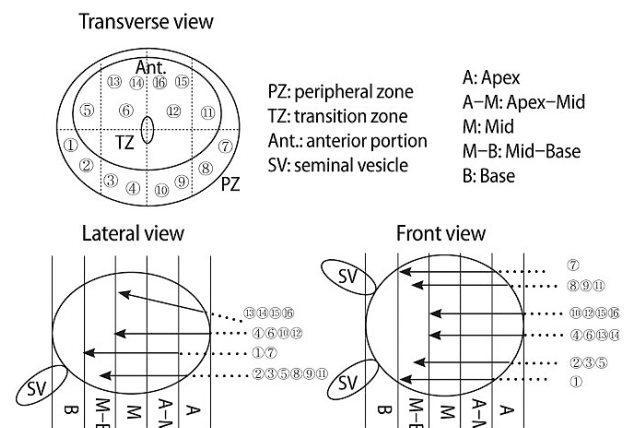 Transverse view
Ant.
⑬ ⑭ ⑯ ⑮
⑤ ⑥ ⑫ ⑪
TZ
① ⑦
② ⑧
③ ④ ⑩ ⑨
PZ
PZ: peripheral zone
TZ: transition zone
Ant.: anterior portion
SV: seminal vesicle
A: Apex
A–M: Apex–Mid
M: Mid
M–B: Mid–Base
B: Base
Lateral view
⑬⑭⑮⑯
④⑥⑩⑫
①⑦
②③⑤⑧⑨⑪
SV
B M–B M A–M A
Front view
SV
⑦
⑧⑨⑪
⑩⑫⑮⑯
④⑥⑬⑭
②③⑤
①
SV
B M–B M A–M A